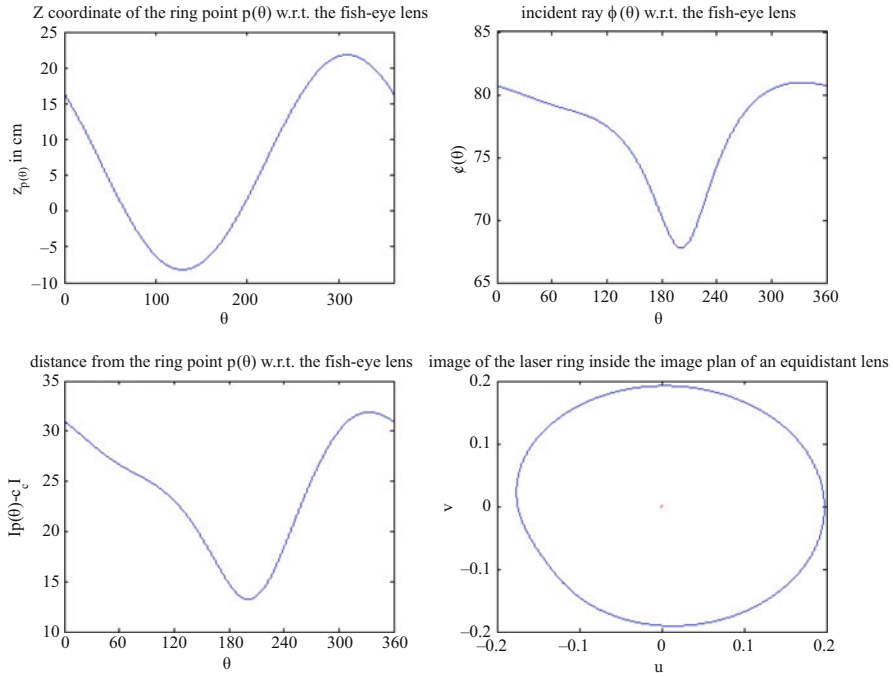 Z coordinate of the ring point p(θ) w.r.t. the fish-eye lens
25
20
15
10
5
0
−5
−10
0 100 200 300
z_p(θ) in cm
θ
incident ray ϕ(θ) w.r.t. the fish-eye lens
85
80
75
70
65
0 60 120 180 240 300 360
¢(θ)
θ
distance from the ring point p(θ) w.r.t. the fish-eye lens
35
30
25
20
15
10
0 60 120 180 240 300 360
Ip(θ)-c_c I
θ
image of the laser ring inside the image plan of an equidistant lens
0.2
0.1
0
−0.1
−0.2
−0.2 −0.1 0 0.1 0.2
v
u